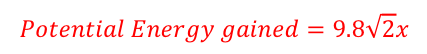 Potential Energy gained = 9.8√2x